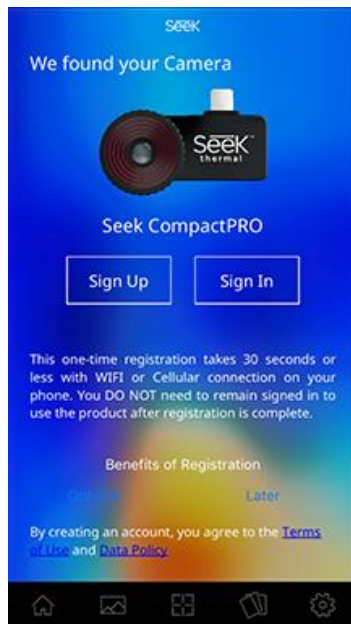 Seek
We found your Camera
Seek
thermal
Seek CompactPRO
Sign Up
Sign In
This one-time registration takes 30 seconds or
less with WIFI or Cellular connection on your
phone. You DO NOT need to remain signed in to
use the product after registration is complete.
Benefits of Registration
Later
By creating an account, you agree to the Terms
of Use and Data Policy